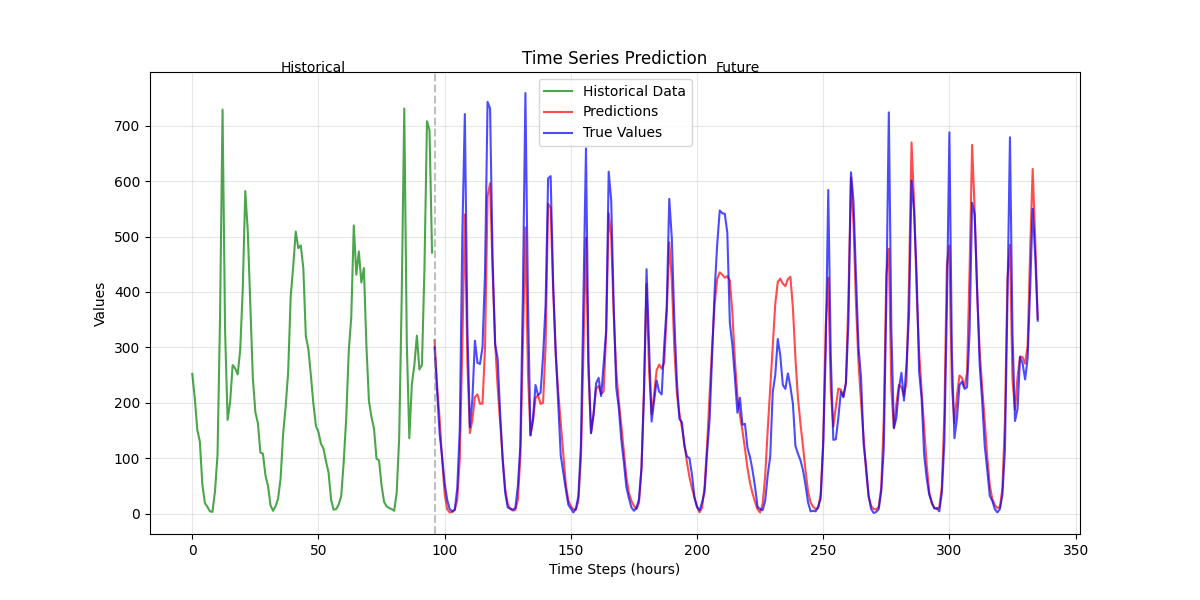 Time Series Prediction
Historical
Future
Historical Data
Predictions
True Values
Values
700
600
500
400
300
200
100
0
0
50
100
150
200
250
300
350
Time Steps (hours)